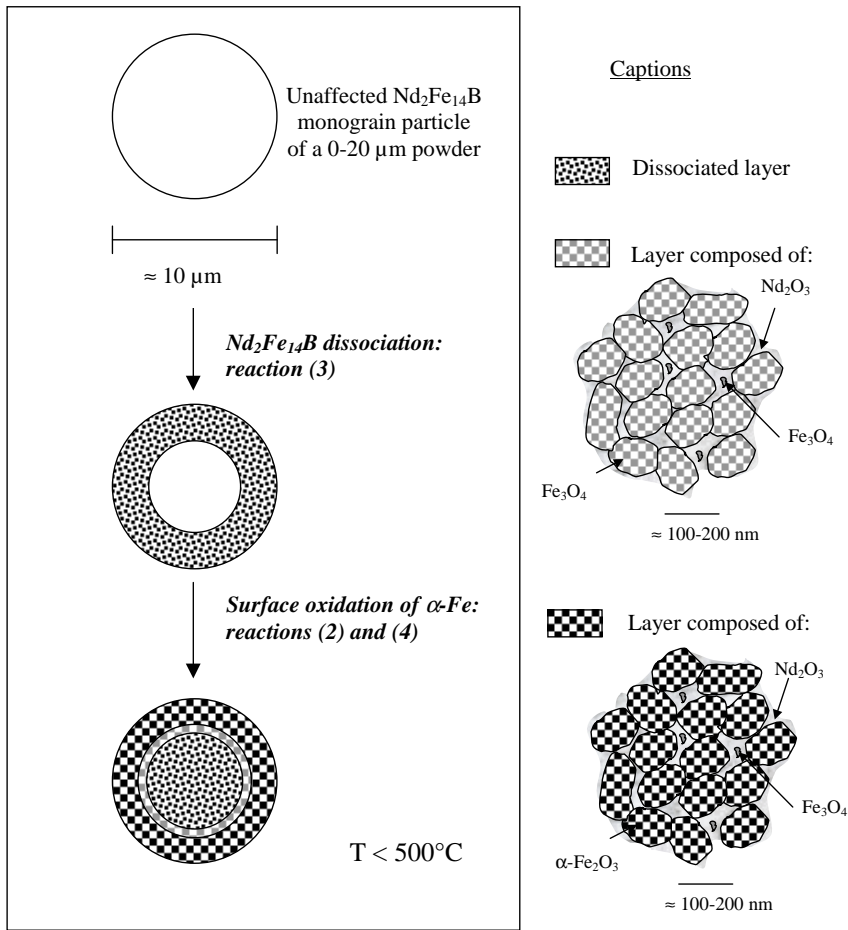 Unaffected Nd₂Fe₁₄B
monograin particle
of a 0-20 µm powder
≈ 10 µm
Nd₂Fe₁₄B dissociation:
reaction (3)
Surface oxidation of α-Fe:
reactions (2) and (4)
T < 500°C
Captions
Dissociated layer
Layer composed of:
Nd₂O₃
Fe₃O₄
Fe₃O₄
≈ 100-200 nm
Layer composed of:
Nd₂O₃
Fe₃O₄
α-Fe₂O₃
≈ 100-200 nm